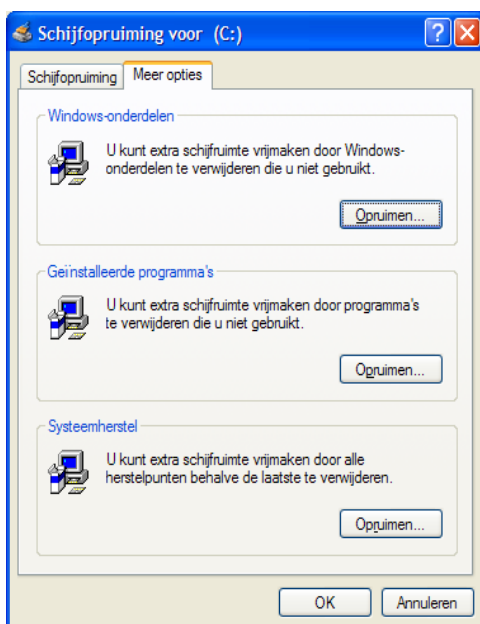 Schijfopruiming voor (C:)
Schijfopruiming
Meer opties
Windows-onderdelen
U kunt extra schijfruimte vrijmaken door Windows-
onderdelen te verwijderen die u niet gebruikt.
Opruimen...
Geïnstalleerde programma's
U kunt extra schijfruimte vrijmaken door programma's
te verwijderen die u niet gebruikt.
Opruimen...
Systeemherstel
U kunt extra schijfruimte vrijmaken door alle
herstelpunten behalve de laatste te verwijderen.
Opruimen...
OK
Annuleren